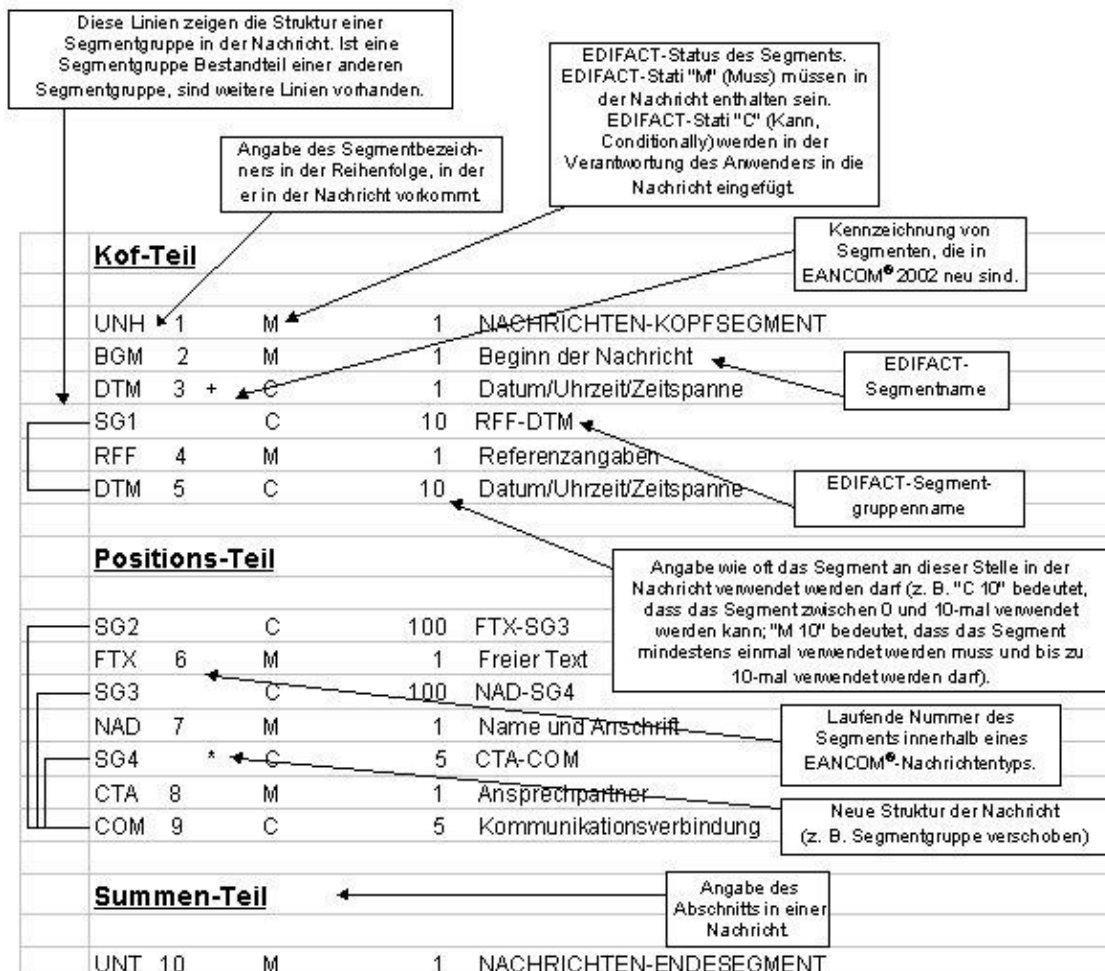 Diese Linien zeigen die Struktur einer
Segmentgruppe in der Nachricht. Ist eine
Segmentgruppe Bestandteil einer anderen
Segmentgruppe, sind weitere Linien vorhanden.
EDIFACT-Status des Segments.
EDIFACT-Stati "M" (Muss) müssen in
der Nachricht enthalten sein.
EDIFACT-Stati "C" (Kann,
Conditionally)werden in der
Verantwortung des Anwenders in die
Nachricht eingefügt.
Angabe des Segmentbezeich-
ners in der Reihenfolge, in der
er in der Nachricht vorkommt.
Kennzeichnung von
Segmenten, die in
EANCOM® 2002 neu sind.
Kof-Teil
UNH 1 M 1 NACHRICHTEN-KOPFSEGMENT
BGM 2 M 1 Beginn der Nachricht
DTM 3 + C 1 Datum/Uhrzeit/Zeitspanne
SG1 C 10 RFF-DTM
RFF 4 M 1 Referenzangaben
DTM 5 C 10 Datum/Uhrzeit/Zeitspanne
EDIFACT-
Segmentname
EDIFACT-Segment-
gruppenname
Positions-Teil
Angabe wie oft das Segment an dieser Stelle in der
Nachricht verwendet werden darf (z. B. "C 10" bedeutet,
dass das Segment zwischen 0 und 10-mal verwendet
werden kann; "M 10" bedeutet, dass das Segment
mindestens einmal verwendet werden muss und bis zu
10-mal verwendet werden darf).
SG2 C 100 FTX-SG3
FTX 6 M 1 Freier Text
SG3 C 100 NAD-SG4
NAD 7 M 1 Name und Anschrift
SG4 * C 5 CTA-COM
CTA 8 M 1 Ansprechpartner
COM 9 C 5 Kommunikationsverbindung
Laufende Nummer des
Segments innerhalb eines
EANCOM®-Nachrichtentyps.
Neue Struktur der Nachricht
(z. B. Segmentgruppe verschoben)
Summen-Teil
Angabe des
Abschnitts in einer
Nachricht.
UNT 10 M 1 NACHRICHTEN-ENDESEGMENT